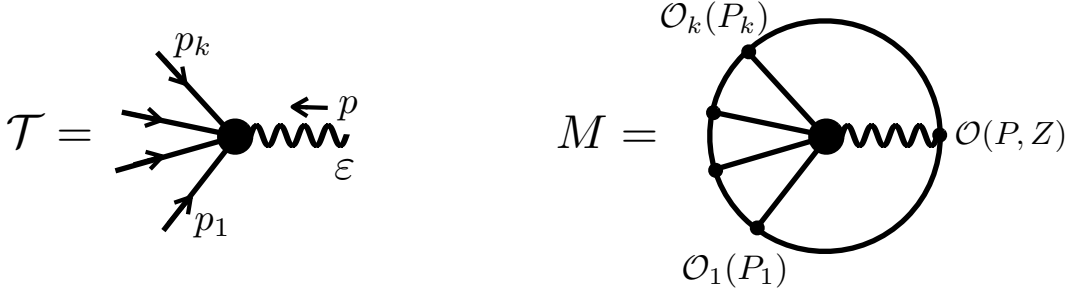 𝒯 =
p_k
p
ε
p_1
M =
𝒪_k(P_k)
𝒪(P, Z)
𝒪_1(P_1)